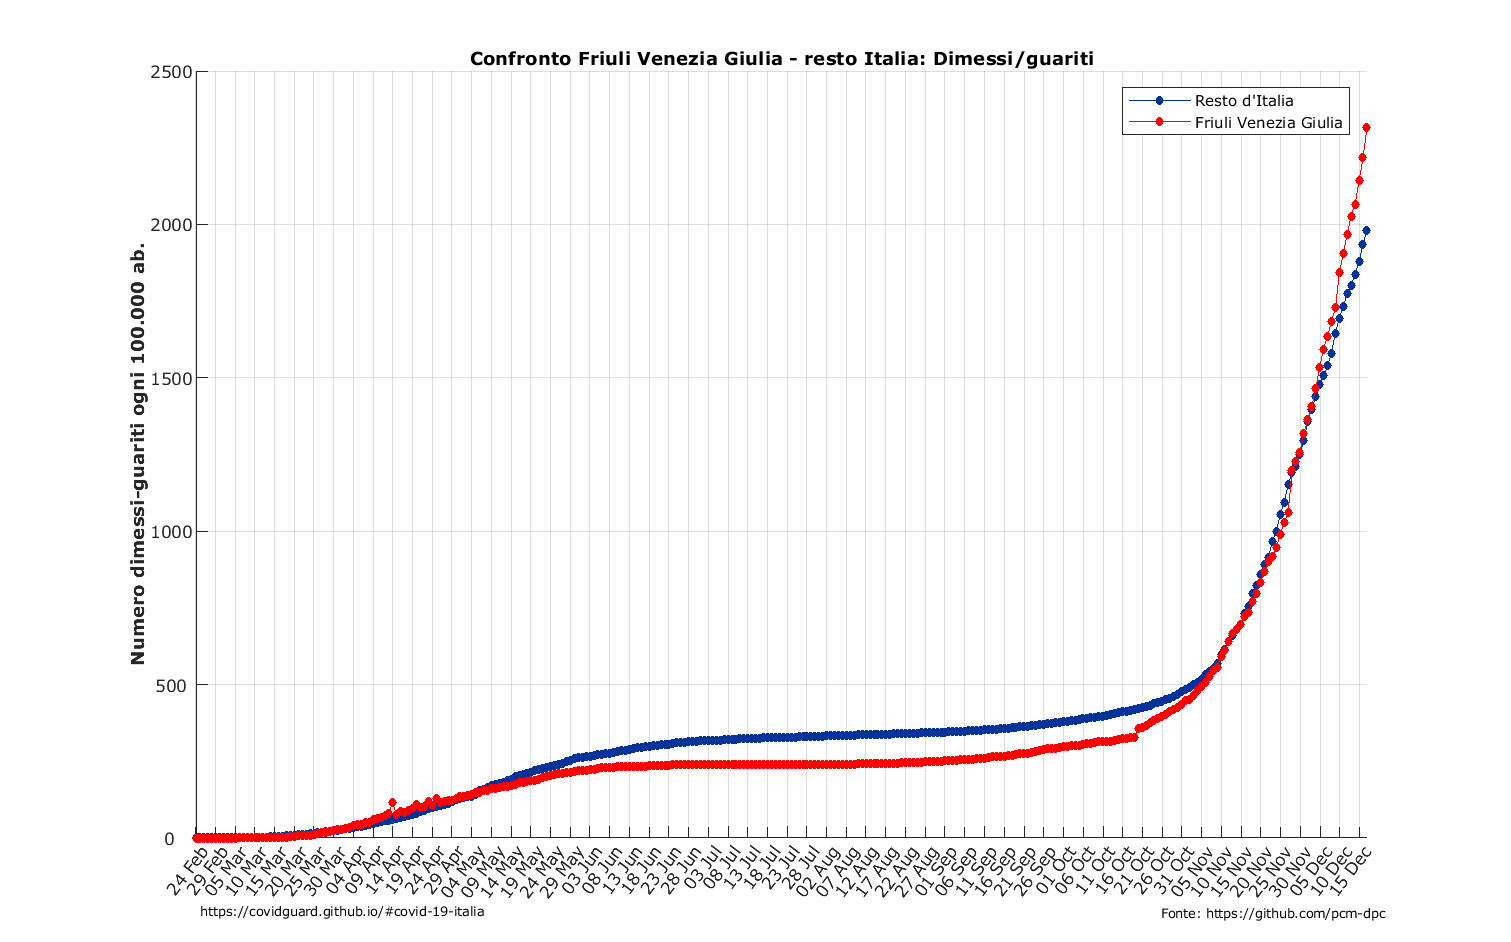 Confronto Friuli Venezia Giulia - resto Italia: Dimessi/guariti
2500
2000
1500
1000
500
0
Numero dimessi-guariti ogni 100.000 ab.
Resto d'Italia
Friuli Venezia Giulia
24 Feb
29 Feb
05 Mar
10 Mar
15 Mar
20 Mar
25 Mar
30 Mar
04 Apr
09 Apr
14 Apr
19 Apr
24 Apr
29 Apr
04 May
09 May
14 May
19 May
24 May
29 May
03 Jun
08 Jun
13 Jun
18 Jun
23 Jun
28 Jun
03 Jul
08 Jul
13 Jul
18 Jul
23 Jul
28 Jul
02 Aug
07 Aug
12 Aug
17 Aug
22 Aug
27 Aug
01 Sep
06 Sep
11 Sep
16 Sep
21 Sep
26 Sep
01 Oct
06 Oct
11 Oct
16 Oct
21 Oct
26 Oct
31 Oct
05 Nov
10 Nov
15 Nov
20 Nov
25 Nov
30 Nov
05 Dec
10 Dec
15 Dec
https://covidguard.github.io/#covid-19-italia
Fonte: https://github.com/pcm-dpc